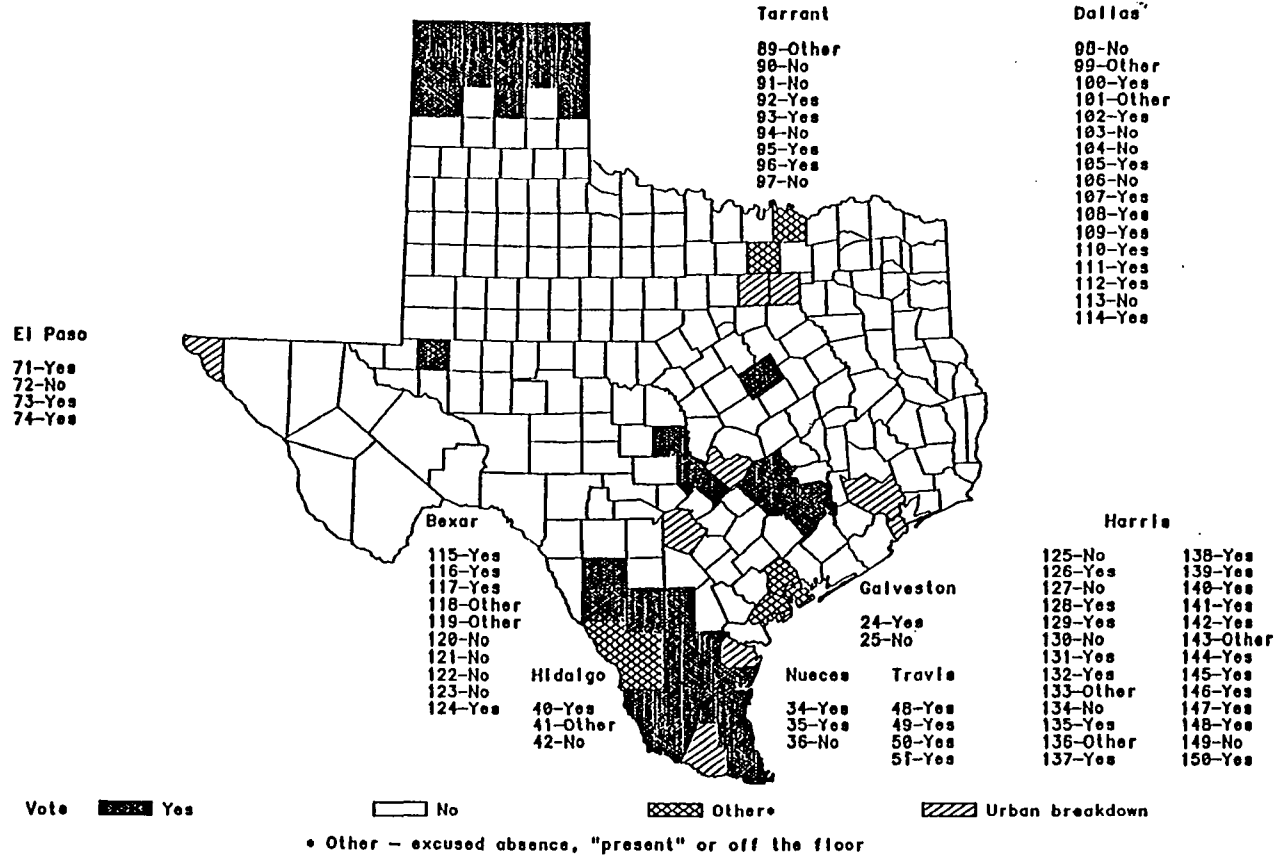 Tarrant
89-Other
90-No
91-No
92-Yes
93-Yes
94-No
95-Yes
96-Yes
97-No
Dallas
98-No
99-Other
100-Yes
101-Other
102-Yes
103-No
104-No
105-Yes
106-No
107-Yes
108-Yes
109-Yes
110-Yes
111-Yes
112-Yes
113-No
114-Yes
El Paso
71-Yes
72-No
73-Yes
74-Yes
Bexar
115-Yes
116-Yes
117-Yes
118-Other
119-Other
120-No
121-No
122-No
123-No
124-Yes
Hidalgo
40-Yes
41-Other
42-No
Galveston
24-Yes
25-No
Nueces
34-Yes
35-Yes
36-No
Travis
48-Yes
49-Yes
50-Yes
51-Yes
Harris
125-No
126-Yes
127-No
128-Yes
129-Yes
130-No
131-Yes
132-Yes
133-Other
134-No
135-Yes
136-Other
137-Yes
138-Yes
139-Yes
140-Yes
141-Yes
142-Yes
143-Other
144-Yes
145-Yes
146-Yes
147-Yes
148-Yes
149-No
150-Yes
Vote Yes No Other* Urban breakdown
* Other - excused absence, "present" or off the floor